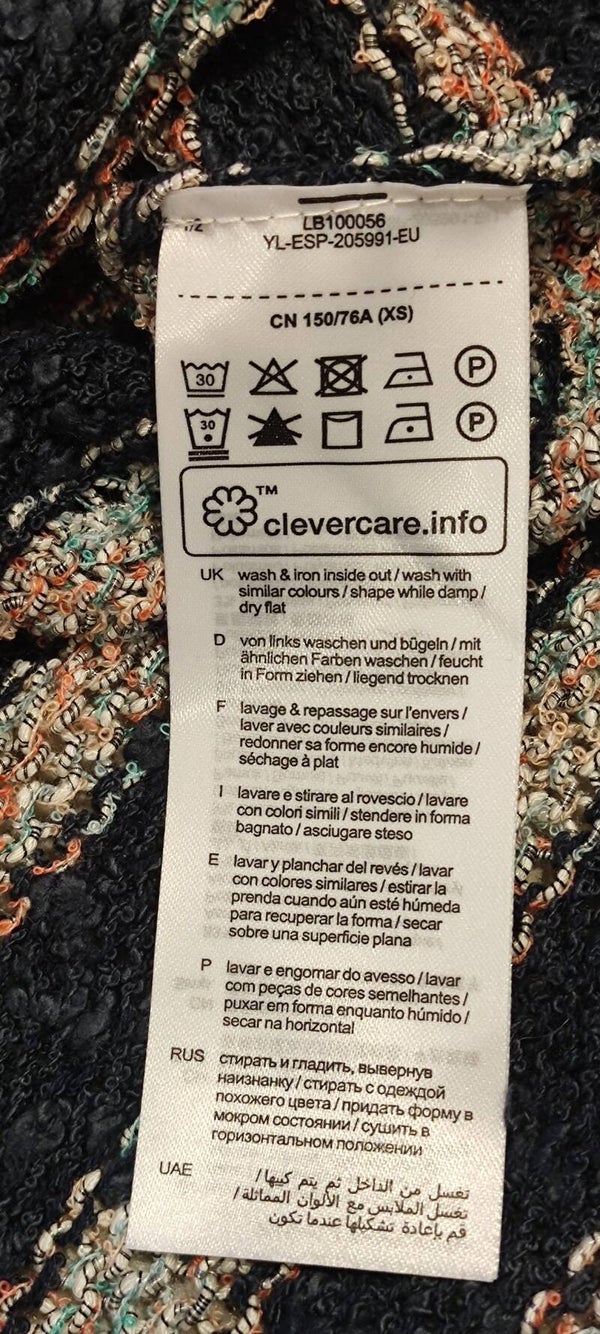 1/2
LB100056
YL-ESP-205991-EU
CN 150/76A (XS)
30 P
30 P
™
clevercare.info
UK wash & iron inside out / wash with
similar colours / shape while damp /
dry flat
D von links waschen und bügeln / mit
ähnlichen Farben waschen / feucht
in Form ziehen / liegend trocknen
F lavage & repassage sur l'envers /
laver avec couleurs similaires /
redonner sa forme encore humide /
séchage à plat
I lavare e stirare al rovescio / lavare
con colori simili / stendere in forma
bagnato / asciugare steso
E lavar y planchar del revés / lavar
con colores similares / estirar la
prenda cuando aún esté húmeda
para recuperar la forma / secar
sobre una superficie plana
P lavar e engomar do avesso / lavar
com peças de cores semelhantes /
puxar em forma enquanto húmido /
secar na horizontal
RUS стирать и гладить, вывернув
наизнанку / стирать с одеждой
похожего цвета / придать форму в
мокром состоянии / сушить в
горизонтальном положении
UAE تغسل من الداخل ثم يتم كيها /
تغسل الملابس مع الألوان المماثلة /
قم بإعادة تشكيلها عندما تكون